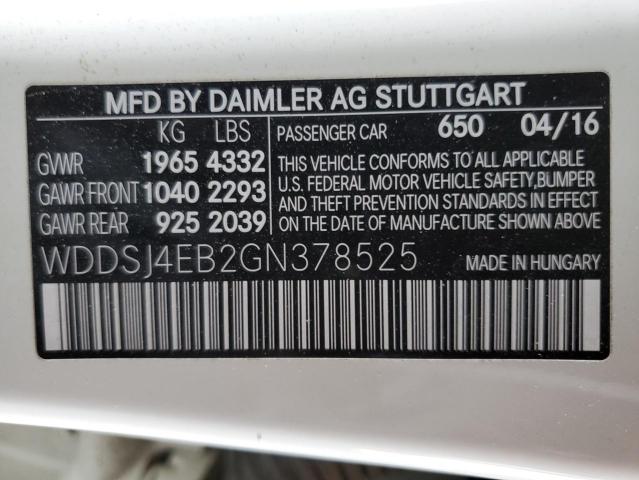 MFD BY DAIMLER AG STUTTGART
KG LBS
GVWR 1965 4332
GAWR FRONT 1040 2293
GAWR REAR 925 2039
PASSENGER CAR 650 04/16
THIS VEHICLE CONFORMS TO ALL APPLICABLE
U.S. FEDERAL MOTOR VEHICLE SAFETY,BUMPER
AND THEFT PREVENTION STANDARDS IN EFFECT
ON THE DATE OF MANUFACTURE SHOWN ABOVE.
WDDSJ4EB2GN378525 MADE IN HUNGARY